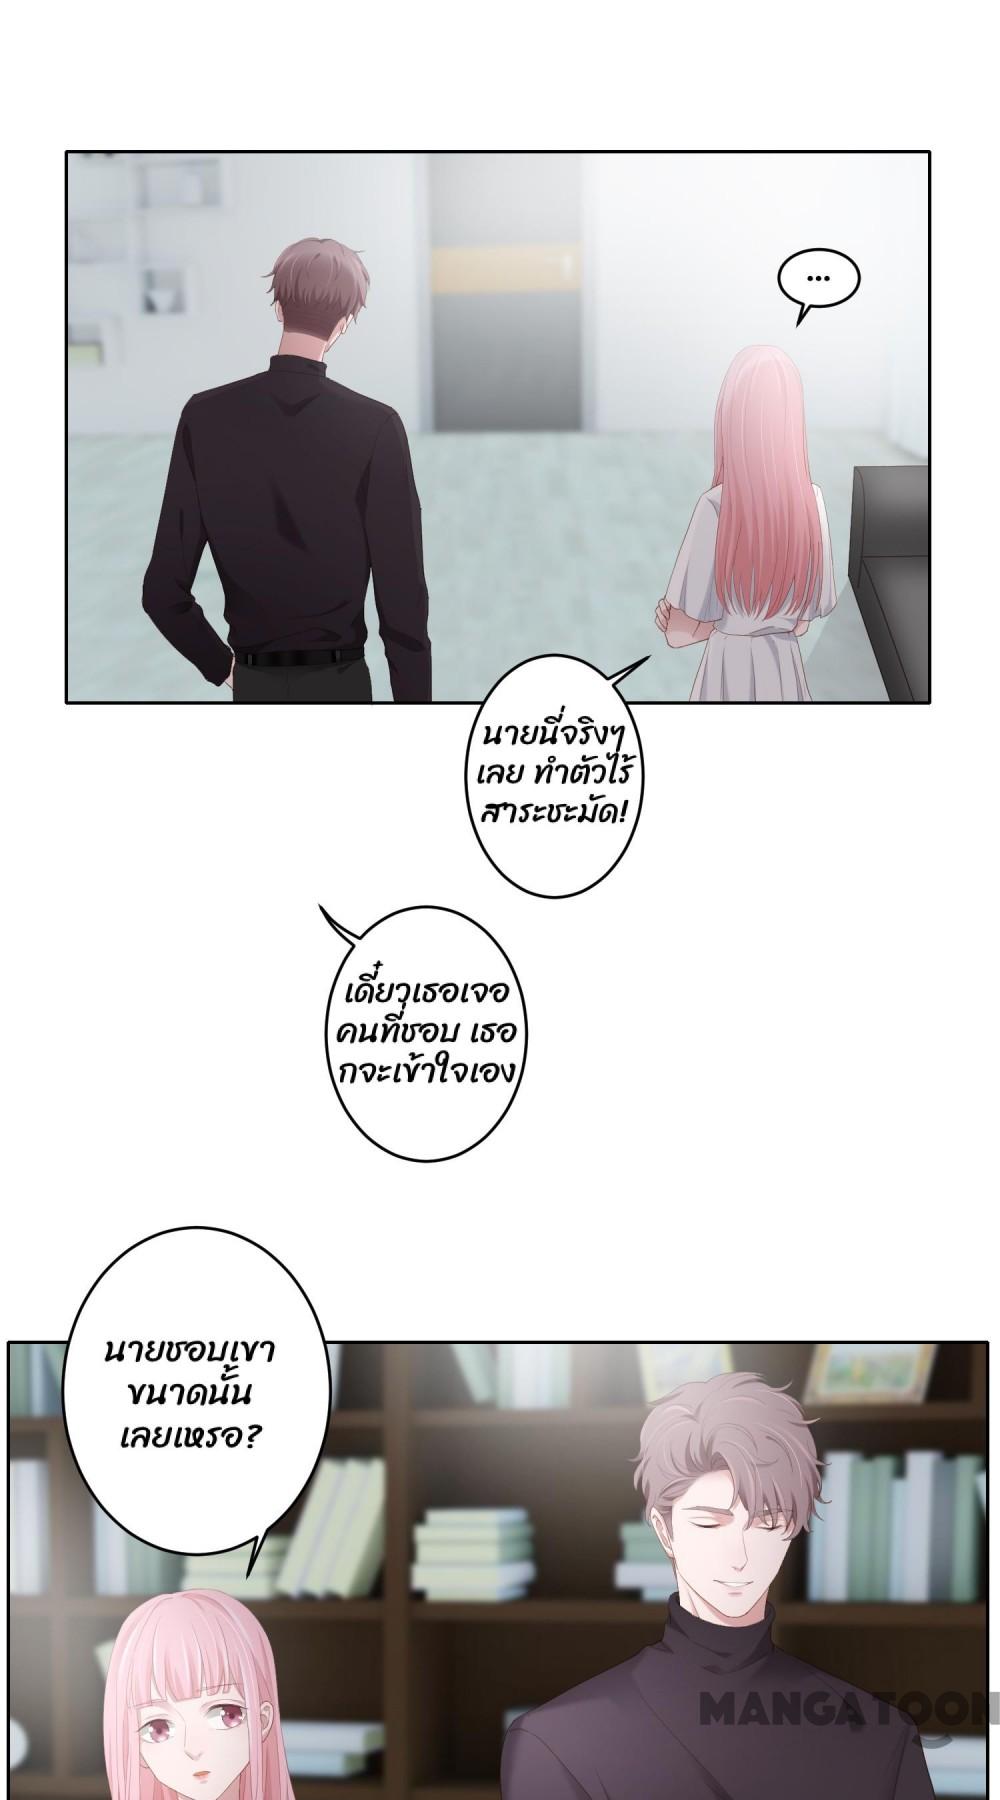 ...
นายนี่จริงๆ
เลย ทำตัวไร้
สาระชะมัด!
เดี๋ยวเธอเจอ
คนที่ชอบ เธอ
กจะเข้าใจเอง
นายชอบเขา
ขนาดนั้น
เลยเหรอ?
MANGATOON